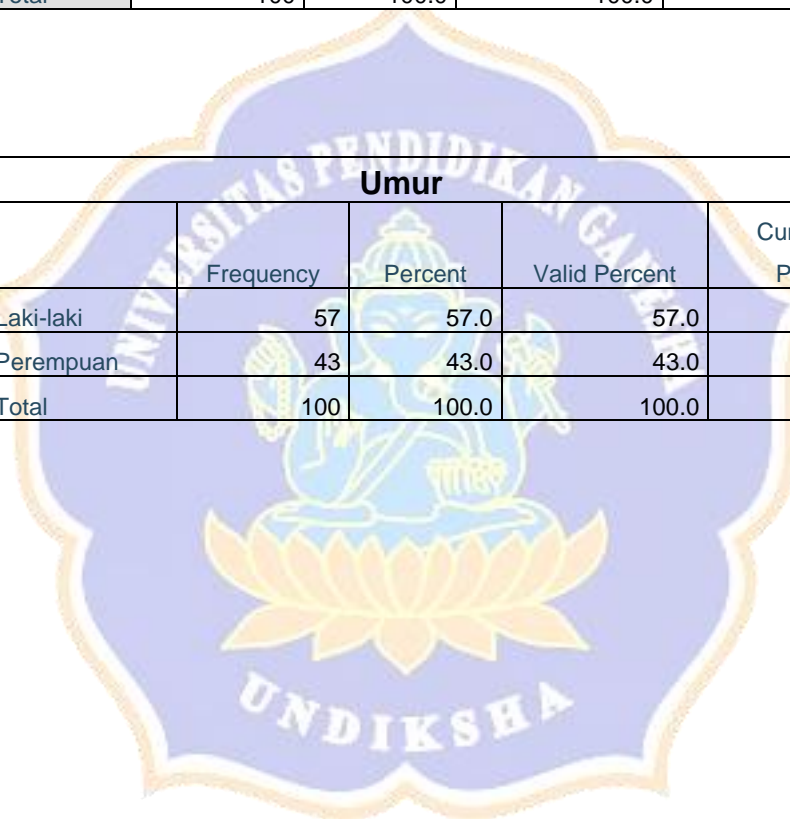 Total 100 100.0 100.0
Umur
Frequency Percent Valid Percent
Laki-laki 57 57.0 57.0
Perempuan 43 43.0 43.0
Total 100 100.0 100.0
UNIVERSITAS PENDIDIKAN GANESHA
UNDIKSHA